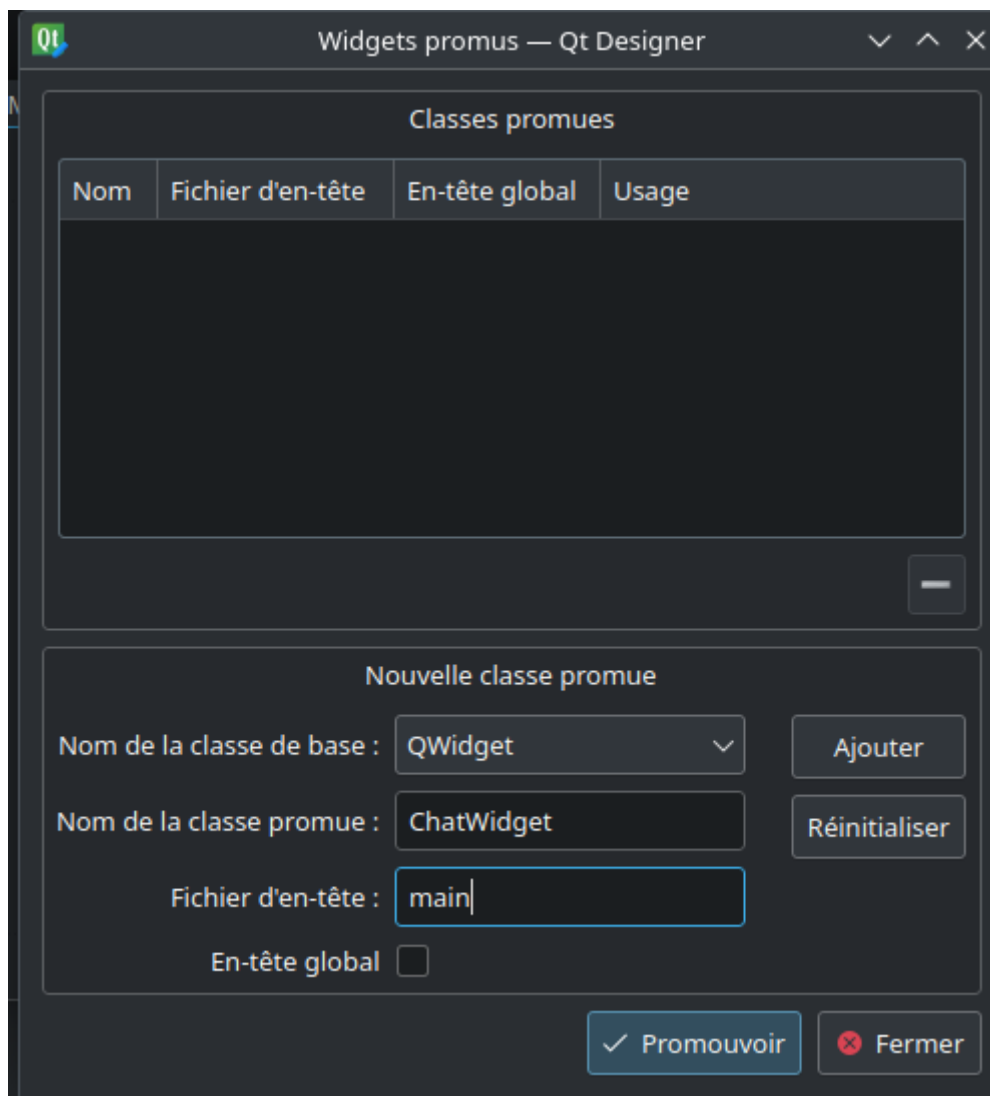 Qt
Widgets promus — Qt Designer
Classes promues
Nom Fichier d'en-tête En-tête global Usage
Nouvelle classe promue
Nom de la classe de base : QWidget Ajouter
Nom de la classe promue : ChatWidget Réinitialiser
Fichier d'en-tête : main
En-tête global
Promouvoir Fermer